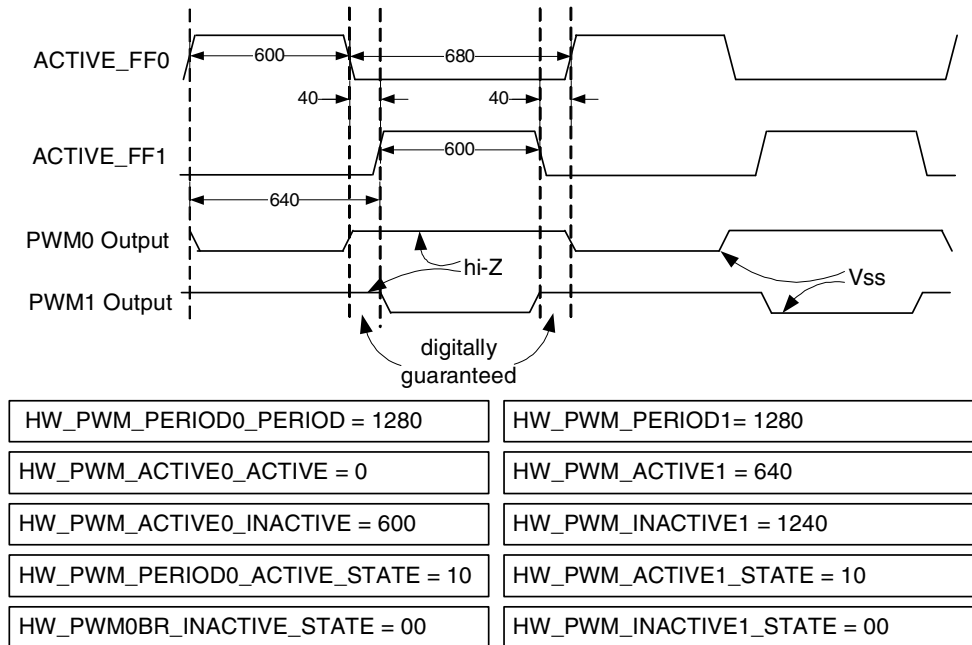 ACTIVE_FF0
600
680
40
40
ACTIVE_FF1
600
640
PWM0 Output
hi-Z
Vss
PWM1 Output
digitally
guaranteed
HW_PWM_PERIOD0_PERIOD = 1280
HW_PWM_PERIOD1= 1280
HW_PWM_ACTIVE0_ACTIVE = 0
HW_PWM_ACTIVE1 = 640
HW_PWM_ACTIVE0_INACTIVE = 600
HW_PWM_INACTIVE1 = 1240
HW_PWM_PERIOD0_ACTIVE_STATE = 10
HW_PWM_ACTIVE1_STATE = 10
HW_PWM0BR_INACTIVE_STATE = 00
HW_PWM_INACTIVE1_STATE = 00